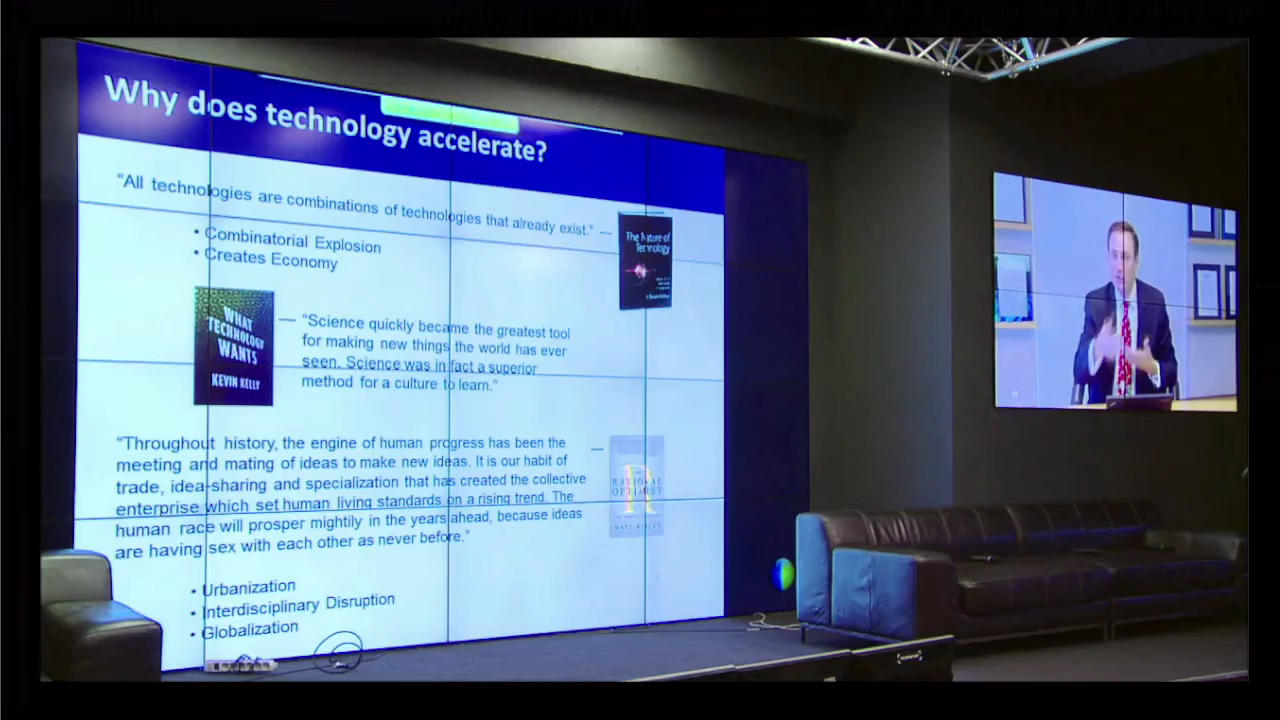 Why does technology accelerate?
“All technologies are combinations of technologies that already exist.” —
• Combinatorial Explosion
• Creates Economy
The Nature of
Technology
WHAT
TECHNOLOGY
WANTS
KEVIN KELLY
— “Science quickly became the greatest tool
for making new things the world has ever
seen. Science was in fact a superior
method for a culture to learn.”
“Throughout history, the engine of human progress has been the —
meeting and mating of ideas to make new ideas. It is our habit of
trade, idea-sharing and specialization that has created the collective
enterprise which set human living standards on a rising trend. The
human race will prosper mightily in the years ahead, because ideas
are having sex with each other as never before.”
RATIONAL
OPTIMIST
MATT RIDLEY
• Urbanization
• Interdisciplinary Disruption
• Globalization